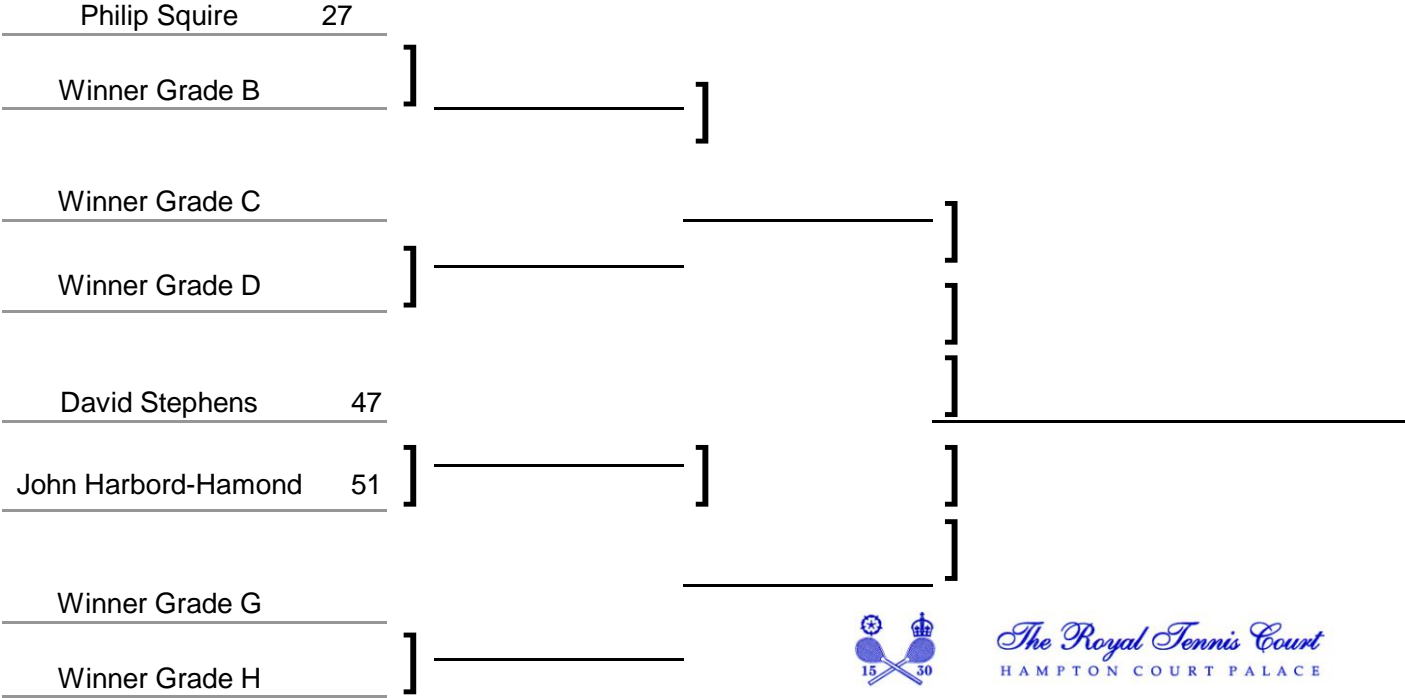 Philip Squire 27
Winner Grade B
Winner Grade C
Winner Grade D
David Stephens 47
John Harbord-Hamond 51
Winner Grade G
Winner Grade H
15 30
The Royal Tennis Court
HAMPTON COURT PALACE